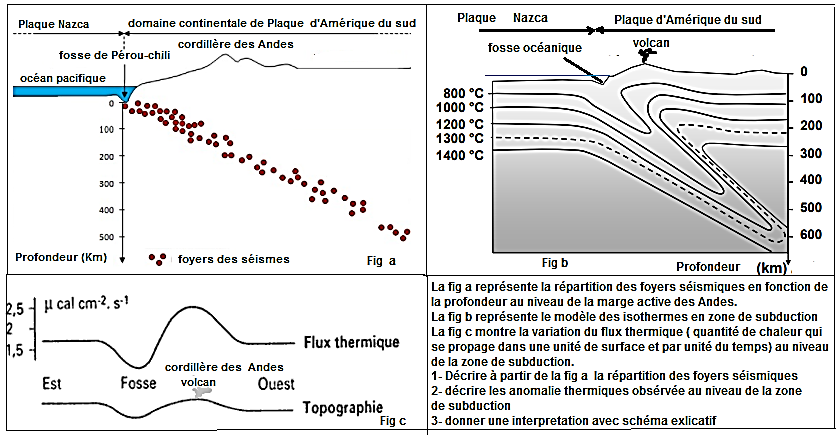 Plaque Nazca
domaine continentale de Plaque d'Amérique du sud
fosse de Pérou-chili
cordillère des Andes
océan pacifique
0
100
200
300
400
500
600
Profondeur (Km)
foyers des séismes
Fig a
Plaque Nazca
Plaque d'Amérique du sud
fosse océanique
volcan
800 °C
1000 °C
1200 °C
1300 °C
1400 °C
0
100
200
300
400
500
600
Fig b
Profondeur (km)
µ cal cm-². s-¹
2,5
2
1,5
Flux thermique
cordillère des Andes
volcan
Est
Fosse
Ouest
Topographie
Fig c
La fig a représente la répartition des foyers séismiques en fonction de
la profondeur au niveau de la marge active des Andes.
La fig b représente le modèle des isothermes en zone de subduction
La fig c montre la variation du flux thermique ( quantité de chaleur qui
se propage dans une unité de surface et par unité du temps) au niveau
de la zone de subduction.
1- Décrire à partir de la fig a la répartition des foyers séismiques
2- décrire les anomalie thermiques obsérvée au niveau de la zone
de subduction
3- donner une interpretation avec schéma exlicatif